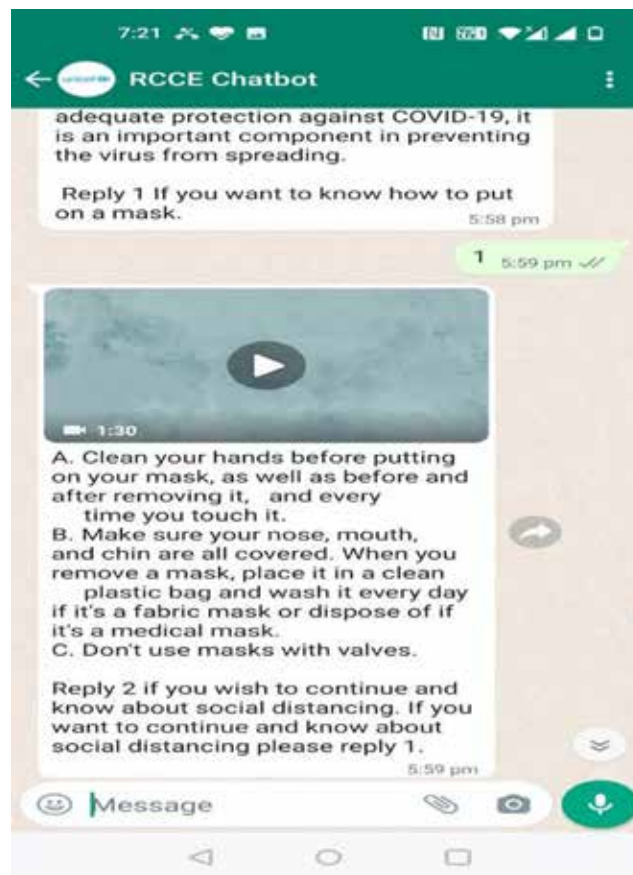 7:21
RCCE Chatbot
adequate protection against COVID-19, it
is an important component in preventing
the virus from spreading.
Reply 1 If you want to know how to put
on a mask.
5:58 pm
1 5:59 pm
1:30
A. Clean your hands before putting
on your mask, as well as before and
after removing it, and every
time you touch it.
B. Make sure your nose, mouth,
and chin are all covered. When you
remove a mask, place it in a clean
plastic bag and wash it every day
if it's a fabric mask or dispose of if
it's a medical mask.
C. Don't use masks with valves.
Reply 2 if you wish to continue and
know about social distancing. If you
want to continue and know about
social distancing please reply 1.
5:59 pm
Message